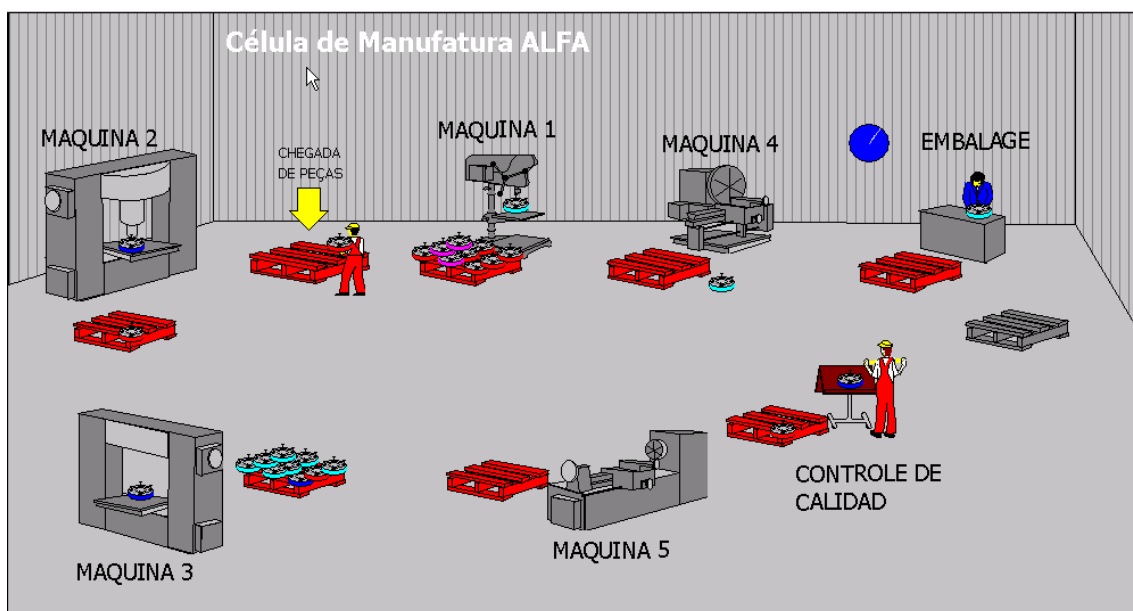 Célula de Manufatura ALFA
MAQUINA 2
CHEGADA
DE PEÇAS
MAQUINA 1
MAQUINA 4
EMBALAGE
MAQUINA 3
MAQUINA 5
CONTROLE DE
CALIDAD